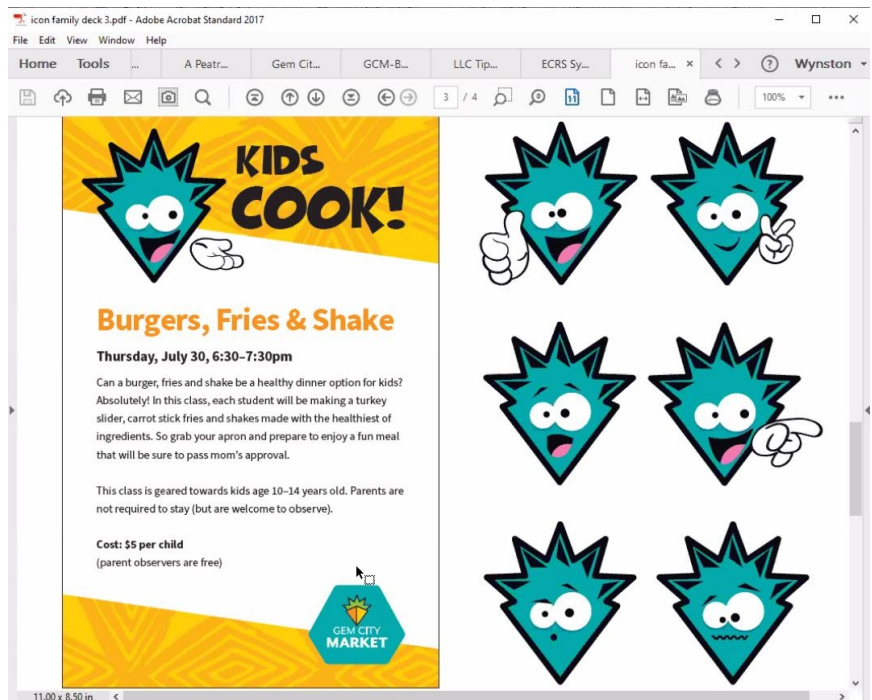 icon family deck 3.pdf - Adobe Acrobat Standard 2017
File Edit View Window Help
Home Tools ... A Peatr... Gem Cit... GCM-B... LLC Tip... ECRS Sy... icon fa... × Wynston
3 / 4 100%
KIDS
COOK!
Burgers, Fries & Shake
Thursday, July 30, 6:30–7:30pm
Can a burger, fries and shake be a healthy dinner option for kids?
Absolutely! In this class, each student will be making a turkey
slider, carrot stick fries and shakes made with the healthiest of
ingredients. So grab your apron and prepare to enjoy a fun meal
that will be sure to pass mom's approval.
This class is geared towards kids age 10–14 years old. Parents are
not required to stay (but are welcome to observe).
Cost: $5 per child
(parent observers are free)
GEM CITY
MARKET
11.00 x 8.50 in